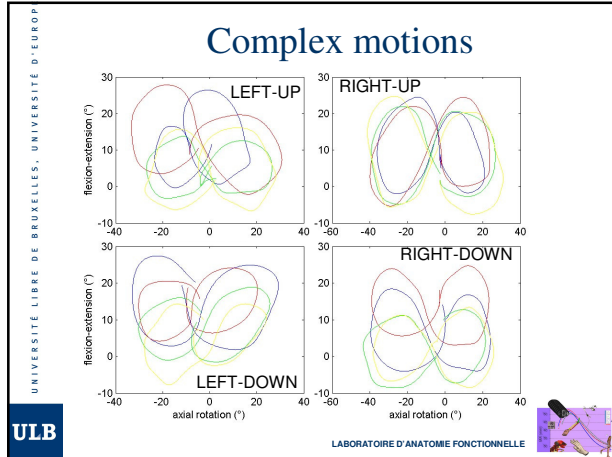 Complex motions
UNIVERSITÉ LIBRE DE BRUXELLES, UNIVERSITÉ D'EUROPE
LEFT-UP
RIGHT-UP
flexion-extension (°)
30
20
10
0
-10
-40 -20 0 20 40
30
20
10
0
-10
-60 -40 -20 0 20 40
LEFT-DOWN
RIGHT-DOWN
flexion-extension (°)
30
20
10
0
-10
-40 -20 0 20 40
axial rotation (°)
30
20
10
0
-10
-60 -40 -20 0 20 40
axial rotation (°)
ULB
LABORATOIRE D'ANATOMIE FONCTIONNELLE